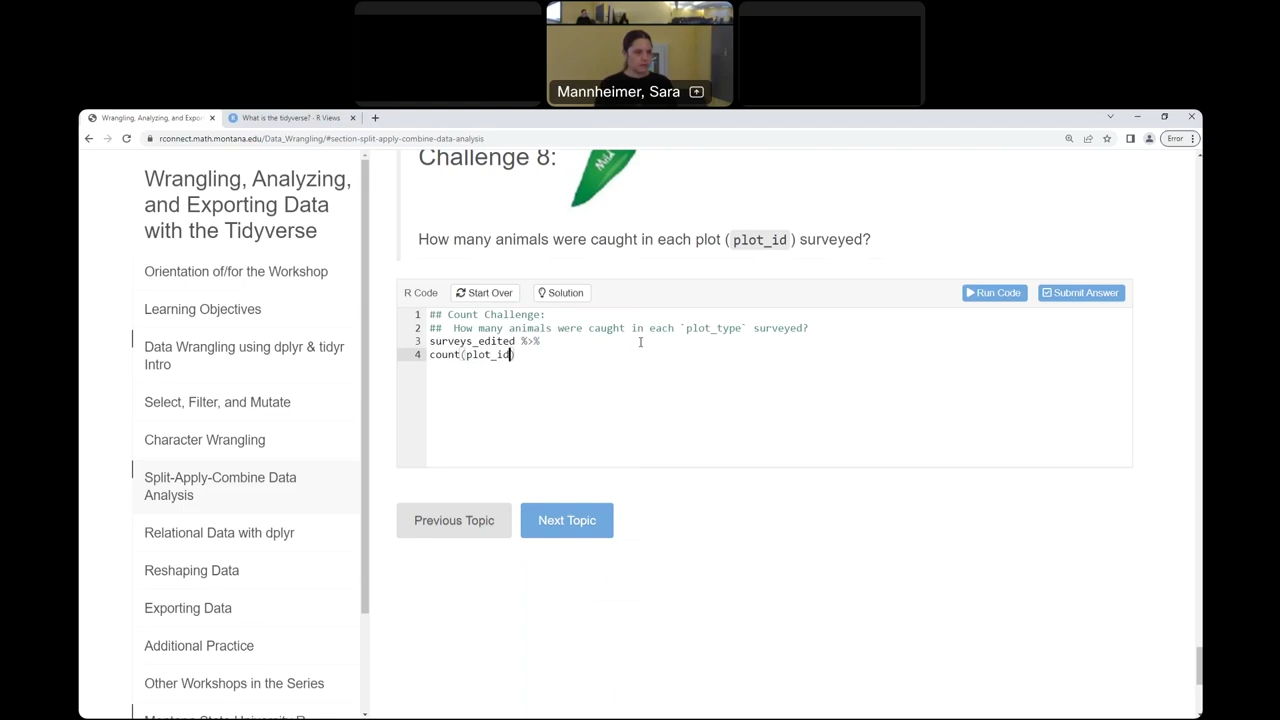 Mannheimer, Sara
Wrangling, Analyzing, and Expor
What is the tidyverse? - R Views
rconnect.math.montana.edu/Data_Wrangling/#section-split-apply-combine-data-analysis
Error
Wrangling, Analyzing,
and Exporting Data
with the Tidyverse
Orientation of/for the Workshop
Learning Objectives
Data Wrangling using dplyr & tidyr
Intro
Select, Filter, and Mutate
Character Wrangling
Split-Apply-Combine Data
Analysis
Relational Data with dplyr
Reshaping Data
Exporting Data
Additional Practice
Other Workshops in the Series
Montana State University R
Challenge 8:
Mild
How many animals were caught in each plot ( plot_id ) surveyed?
R Code
Start Over
Solution
Run Code
Submit Answer
1 ## Count Challenge:
2 ##  How many animals were caught in each `plot_type` surveyed?
3 surveys_edited %>%
4 count(plot_id)
Previous Topic
Next Topic